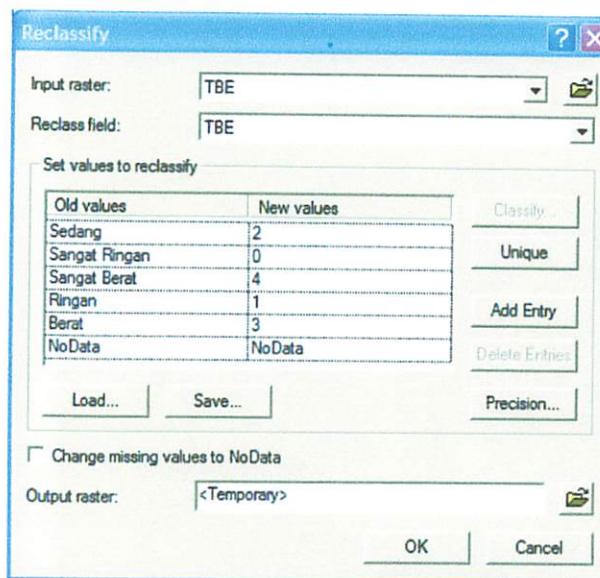 Reclassify
Input raster: TBE
Reclass field: TBE
Set values to reclassify
Old values New values
Sedang 2
Sangat Ringan 0
Sangat Berat 4
Ringan 1
Berat 3
NoData NoData
Classify...
Unique
Add Entry
Delete Entries
Load... Save... Precision...
Change missing values to NoData
Output raster: <Temporary>
OK Cancel